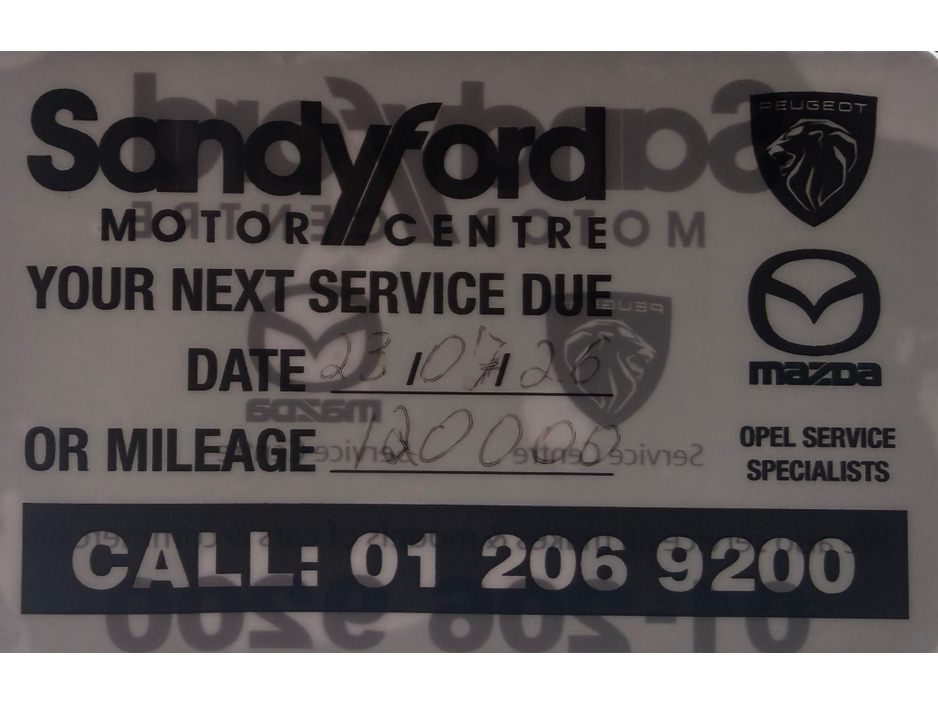 Sandyford
MOTOR CENTRE
PEUGEOT
YOUR NEXT SERVICE DUE
DATE 23/07/26
mazda
OR MILEAGE 120000
OPEL SERVICE
SPECIALISTS
CALL: 01 206 9200